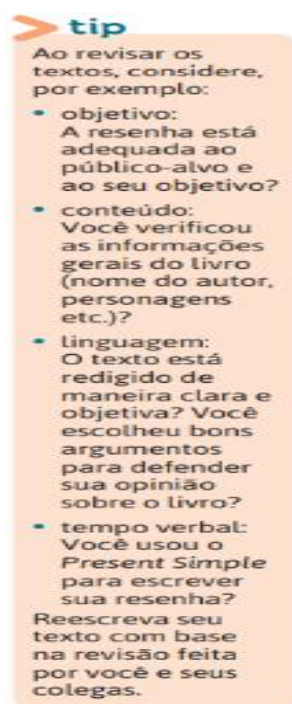 tip
Ao revisar os
textos, considere,
por exemplo:
• objetivo:
A resenha está
adequada ao
público-alvo e
ao seu objetivo?
• conteúdo:
Você verificou
as informações
gerais do livro
(nome do autor,
personagens
etc.)?
• linguagem:
O texto está
redigido de
maneira clara e
objetiva? Você
escolheu bons
argumentos
para defender
sua opinião
sobre o livro?
• tempo verbal:
Você usou o
Present Simple
para escrever
sua resenha?
Reescreva seu
texto com base
na revisão feita
por você e seus
colegas.